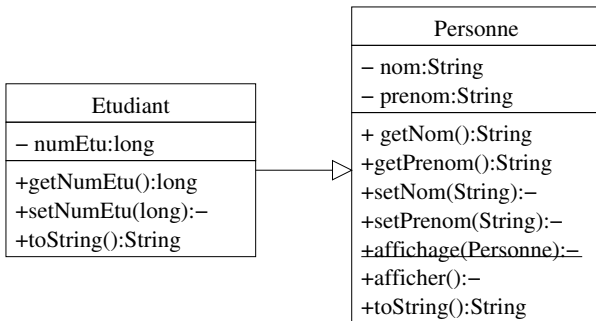 Personne
− nom:String
− prenom:String
+ getNom():String
+getPrenom():String
+setNom(String):−
+setPrenom(String):−
+affichage(Personne):−
+afficher():−
+toString():String
Etudiant
− numEtu:long
+getNumEtu():long
+setNumEtu(long):−
+toString():String